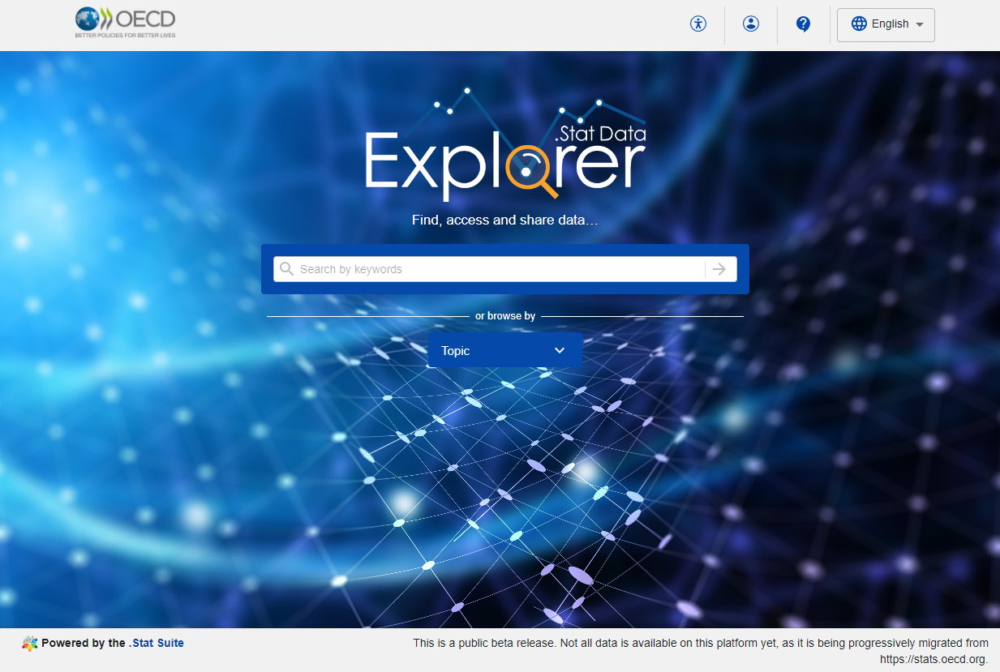 OECD
BETTER POLICIES FOR BETTER LIVES
English
.Stat Data
Explorer
Find, access and share data...
Search by keywords
or browse by
Topic
Powered by the .Stat Suite
This is a public beta release. Not all data is available on this platform yet, as it is being progressively migrated from
https://stats.oecd.org.